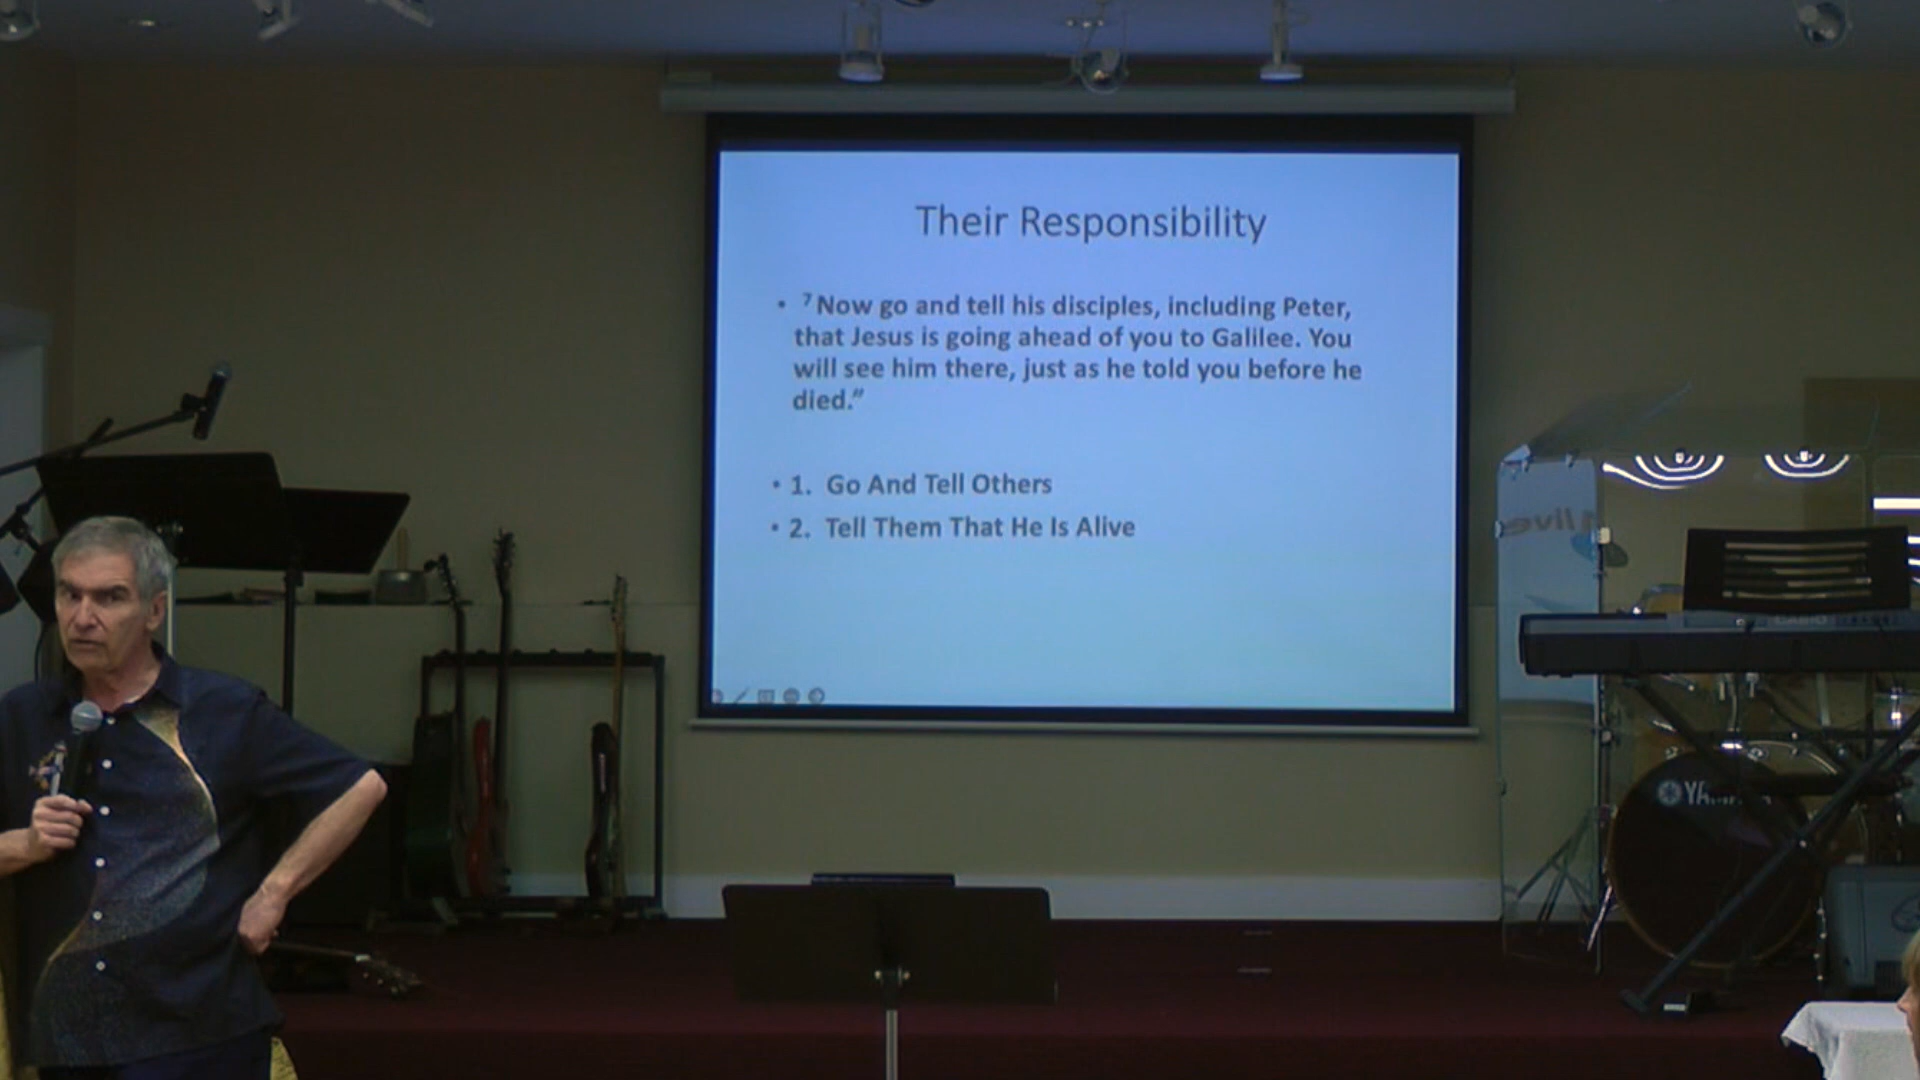 Their Responsibility
• ⁷ Now go and tell his disciples, including Peter,
that Jesus is going ahead of you to Galilee. You
will see him there, just as he told you before he
died.”
• 1. Go And Tell Others
• 2. Tell Them That He Is Alive
CASIO